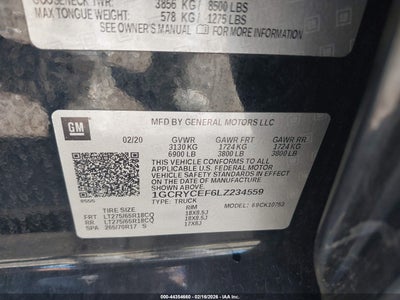 GOOSENECK TWR: 3856 KG/ 8500 LBS
MAX TONGUE WEIGHT: 578 KG/ 1275 LBS
SEE OWNER'S MANUAL FOR MORE INFORMATION
GM
MFD BY GENERAL MOTORS LLC
02/20 GVWR GAWR FRT GAWR RR
3130 KG 1724 KG 1724 KG
6900 LB 3800 LB 3800 LB
THIS VEHICLE CONFORMS TO ALL APPLICABLE U.S. FEDERAL MOTOR
VEHICLE SAFETY STANDARDS IN EFFECT ON THE DATE OF
MANUFACTURE SHOWN ABOVE.
1GCRYCEF6LZ234559
TYPE: TRUCK
TIRE SIZE RIM
FRT LT275/65R18CQ 18X8.5J
RR LT275/65R18CQ 18X8.5J
SPA 265/70R17 S 17X8J
© 000-44354660 | 02/18/2026 | © IAA, LLC